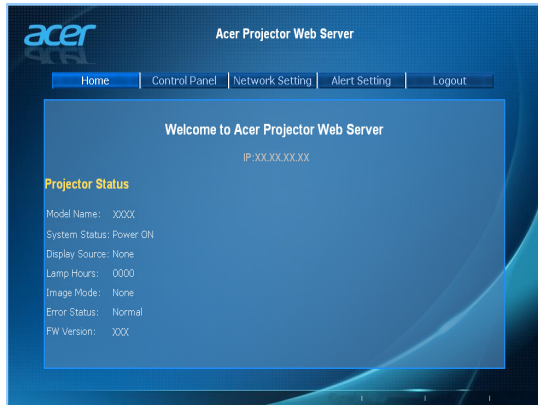 acer
Acer Projector Web Server
Home Control Panel Network Setting Alert Setting Logout
Welcome to Acer Projector Web Server
IP:XX.XX.XX.XX
Projector Status
Model Name: XXXX
System Status: Power ON
Display Source: None
Lamp Hours: 0000
Image Mode: None
Error Status: Normal
FW Version: XXX